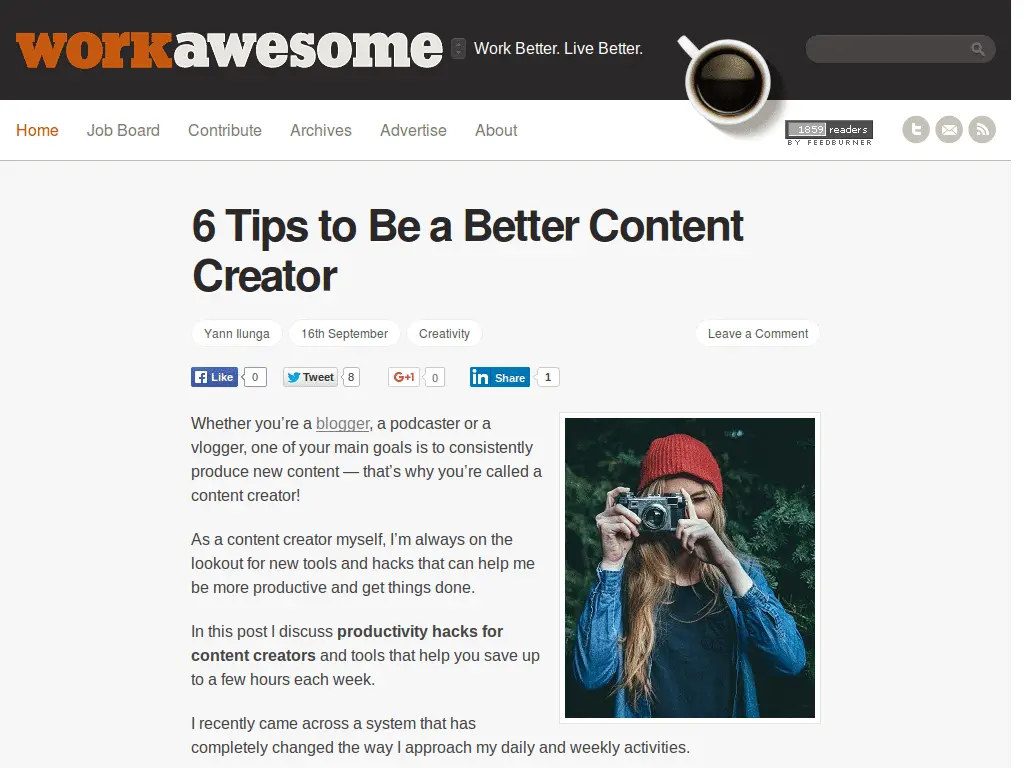 workawesome Work Better. Live Better.
Home Job Board Contribute Archives Advertise About
1859 readers
BY FEEDBURNER
6 Tips to Be a Better Content
Creator
Yann Ilunga 16th September Creativity Leave a Comment
Like 0 Tweet 8 G+1 0 in Share 1
Whether you’re a blogger, a podcaster or a
vlogger, one of your main goals is to consistently
produce new content — that’s why you’re called a
content creator!
As a content creator myself, I’m always on the
lookout for new tools and hacks that can help me
be more productive and get things done.
In this post I discuss productivity hacks for
content creators and tools that help you save up
to a few hours each week.
I recently came across a system that has
completely changed the way I approach my daily and weekly activities.